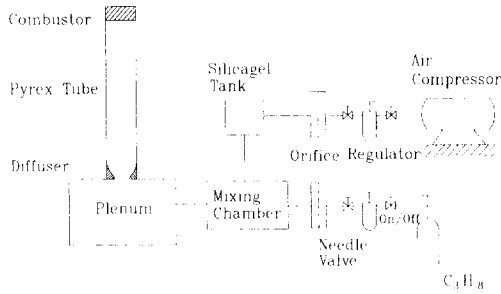 Combustor
Pyrex Tube
Diffuser
Plenum
Silicagel
Tank
Air
Compressor
Orifice Regulator
Mixing
Chamber
On/Off
Needle
Valve
C3H8